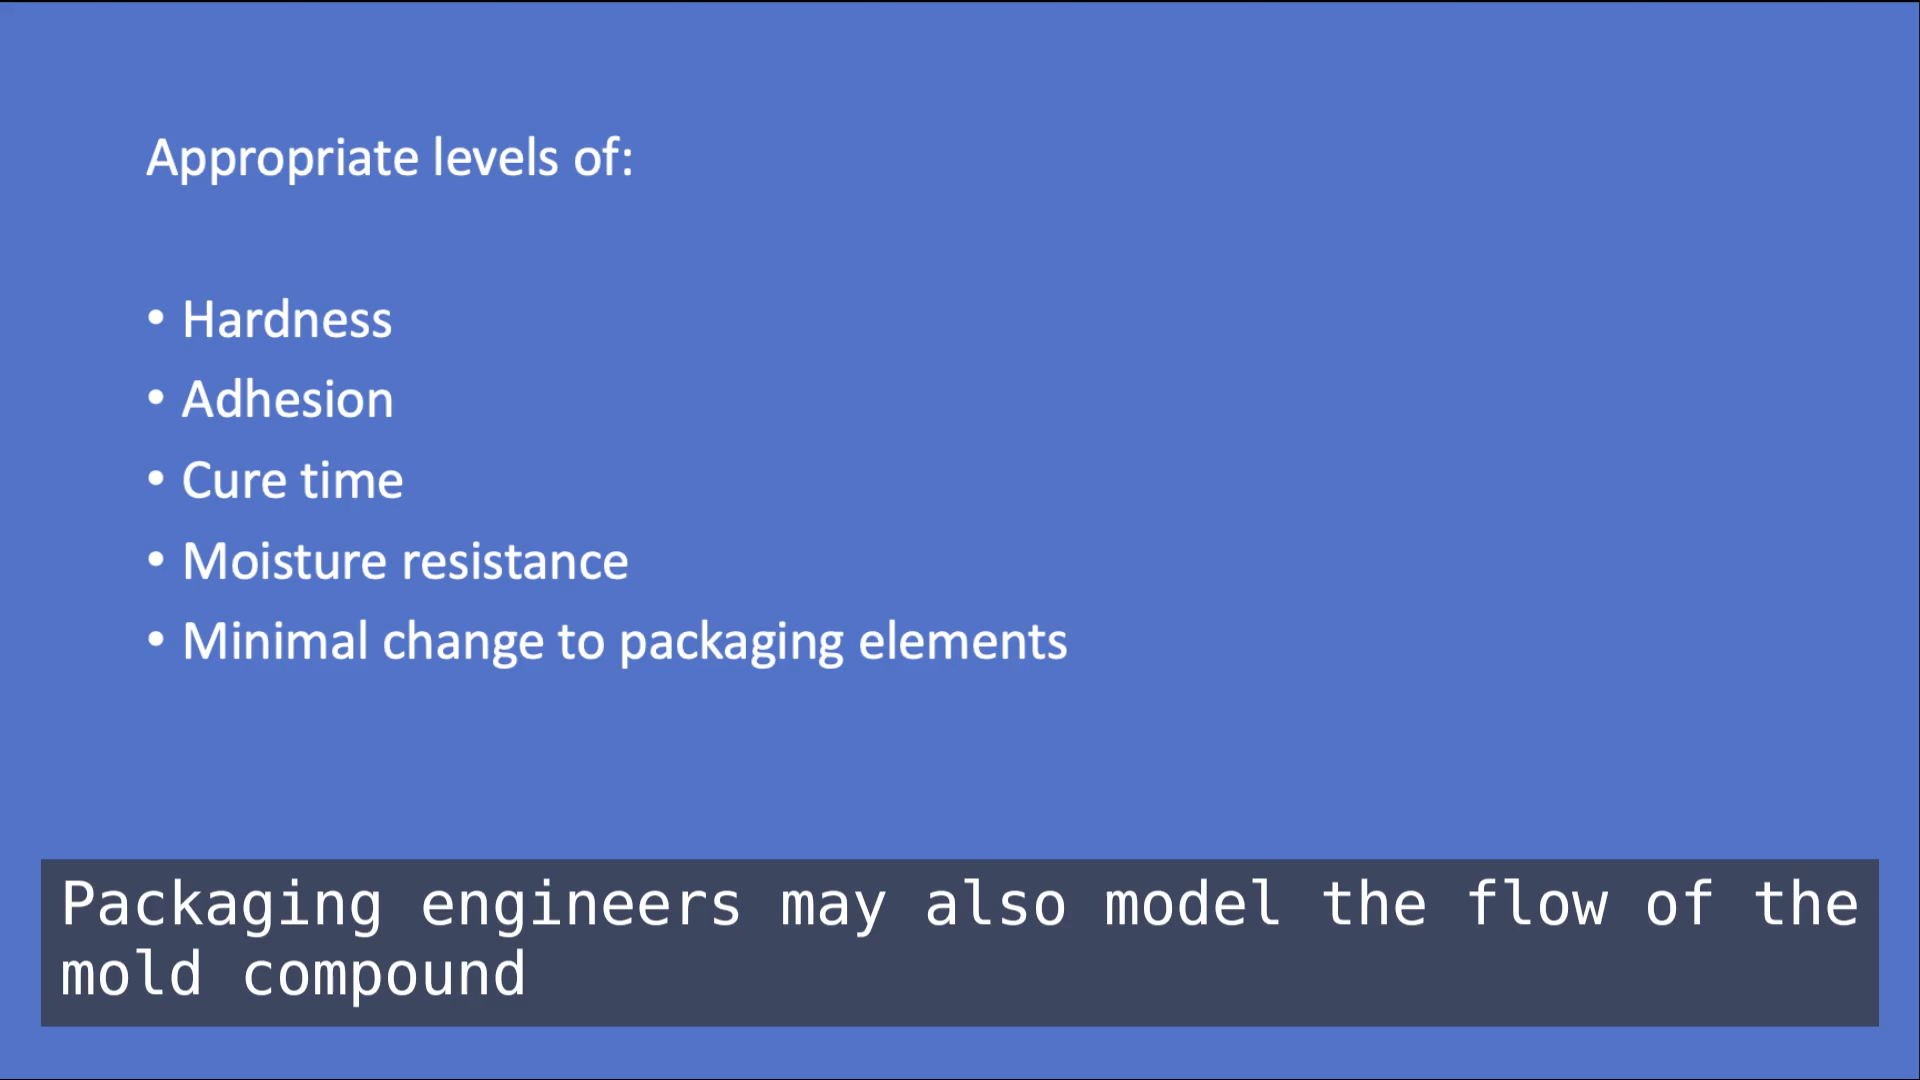 Appropriate levels of:
• Hardness
• Adhesion
• Cure time
• Moisture resistance
• Minimal change to packaging elements
Packaging engineers may also model the flow of the
mold compound